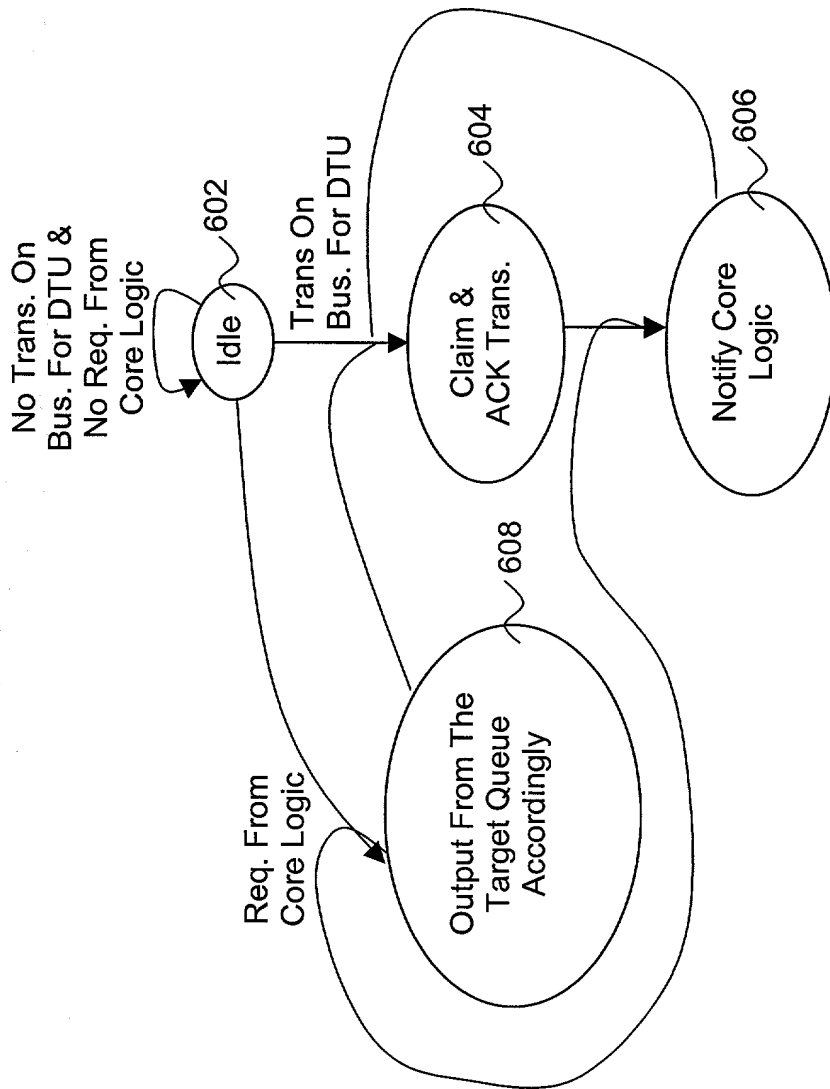 No Trans. On
Bus. For DTU &
No Req. From
Core Logic
602
Idle
Trans On
Bus. For DTU
Req. From
Core Logic
604
Claim &
ACK Trans.
606
Notify Core
Logic
608
Output From The
Target Queue
Accordingly